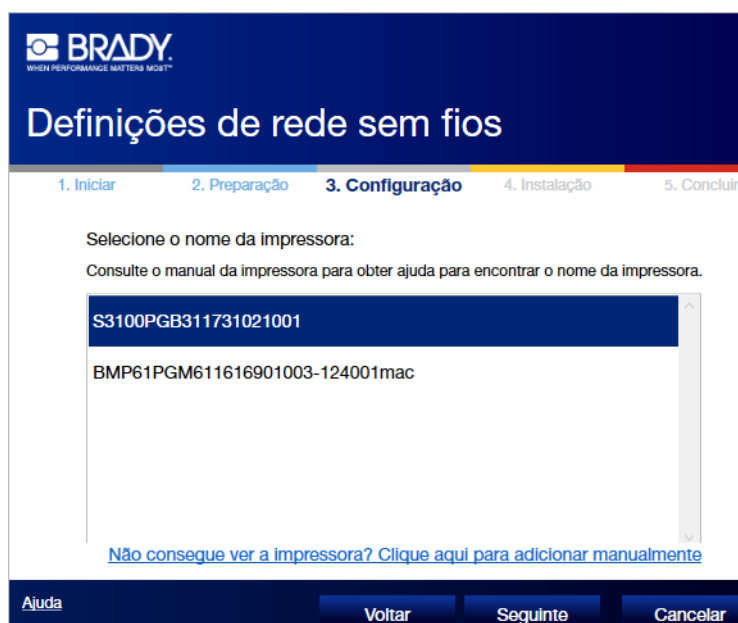 BRADY.
WHEN PERFORMANCE MATTERS MOST™
Definições de rede sem fios
1. Iniciar 2. Preparação 3. Configuração 4. Instalação 5. Concluir
Selecione o nome da impressora:
Consulte o manual da impressora para obter ajuda para encontrar o nome da impressora.
S3100PGB311731021001
BMP61PGM611616901003-124001mac
Não consegue ver a impressora? Clique aqui para adicionar manualmente
Ajuda Voltar Seguinte Cancelar